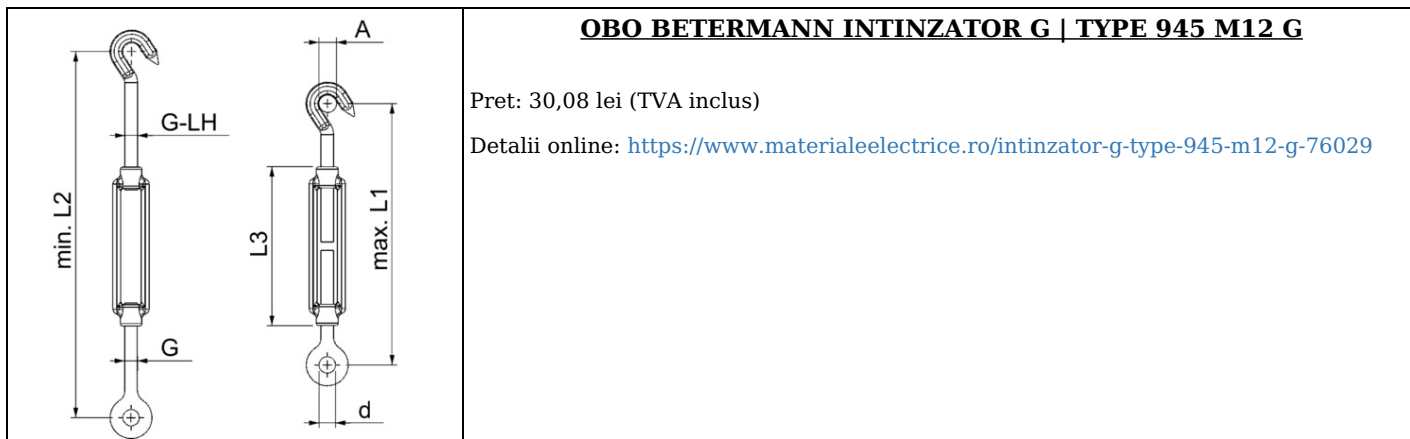 A
G-LH
min. L2
L3
max. L1
G
d
OBO BETERMANN INTINZATOR G | TYPE 945 M12 G
Pret: 30,08 lei (TVA inclus)
Detalii online: https://www.materialeelectrice.ro/intinzator-g-type-945-m12-g-76029